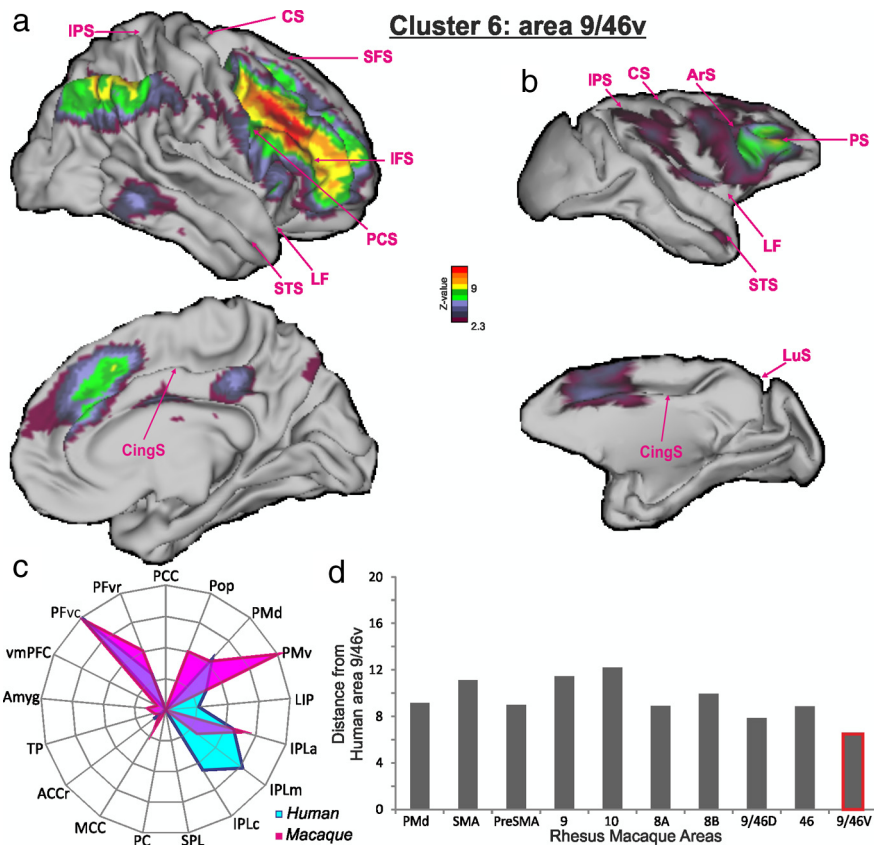 Cluster 6: area 9/46v
a
IPS
CS
SFS
IFS
PCS
LF
STS
b
IPS
CS
ArS
PS
LF
STS
Z-value
9
2.3
CingS
LuS
CingS
c
PCC
Pop
PMd
PMv
LIP
IPLa
IPLm
IPLc
SPL
PC
MCC
ACCr
TP
Amyg
vmPFC
PFvc
PFvr
Human
Macaque
d
Distance from
Human area 9/46v
20
16
12
8
4
0
PMd SMA PreSMA 9 10 8A 8B 9/46D 46 9/46V
Rhesus Macaque Areas